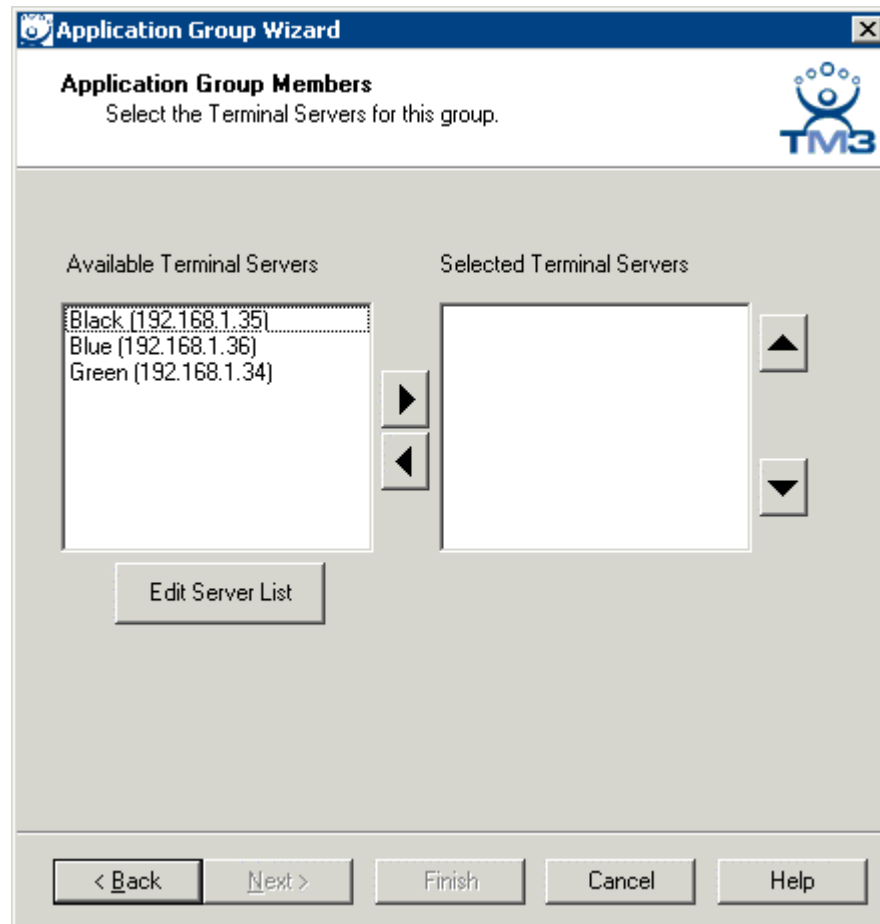 Application Group Wizard
Application Group Members
Select the Terminal Servers for this group.
TM3
Available Terminal Servers
Selected Terminal Servers
Black (192.168.1.35)
Blue (192.168.1.36)
Green (192.168.1.34)
Edit Server List
< Back
Next >
Finish
Cancel
Help